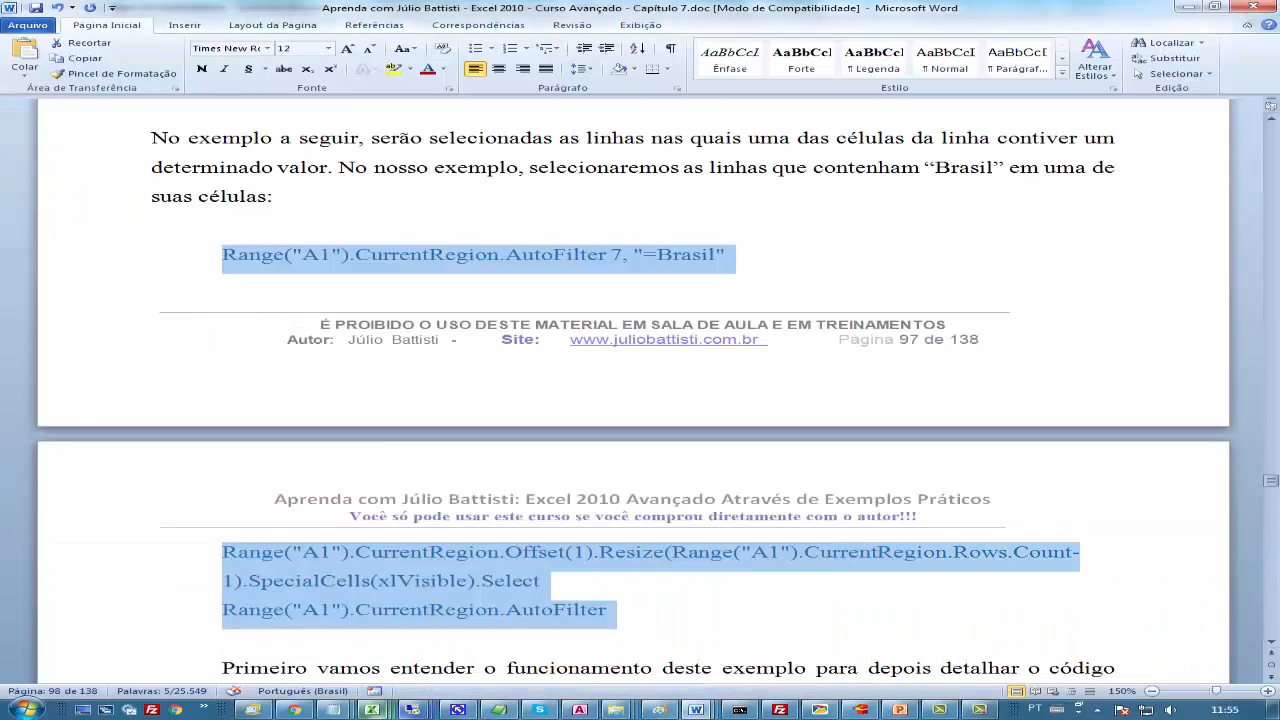 Aprenda com Júlio Battisti - Excel 2010 - Curso Avançado - Capítulo 7.doc [Modo de Compatibilidade] - Microsoft Word
Arquivo Página Inicial Inserir Layout da Página Referências Correspondências Revisão Exibição
Colar
Recortar
Copiar
Pincel de Formatação
Área de Transferência
Times New Ro 12
Fonte
Parágrafo
AaBbCcI AaBbCcI AaBbCcI AaBbCcI AaBbCcI
Ênfase Forte ¶ Legenda ¶ Normal ¶ Parágraf...
Alterar
Estilos
Estilo
Localizar
Substituir
Selecionar
Edição
No exemplo a seguir, serão selecionadas as linhas nas quais uma das células da linha contiver um
determinado valor. No nosso exemplo, selecionaremos as linhas que contenham “Brasil” em uma de
suas células:
Range("A1").CurrentRegion.AutoFilter 7, "=Brasil"
É PROIBIDO O USO DESTE MATERIAL EM SALA DE AULA E EM TREINAMENTOS
Autor: Júlio Battisti - Site: www.juliobattisti.com.br Página 97 de 138
Aprenda com Júlio Battisti: Excel 2010 Avançado Através de Exemplos Práticos
Você só pode usar este curso se você comprou diretamente com o autor!!!
Range("A1").CurrentRegion.Offset(1).Resize(Range("A1").CurrentRegion.Rows.Count-
1).SpecialCells(xlVisible).Select
Range("A1").CurrentRegion.AutoFilter
Primeiro vamos entender o funcionamento deste exemplo para depois detalhar o código
Página: 98 de 138 Palavras: 5/25.549 Português (Brasil) 150%
PT 11:55